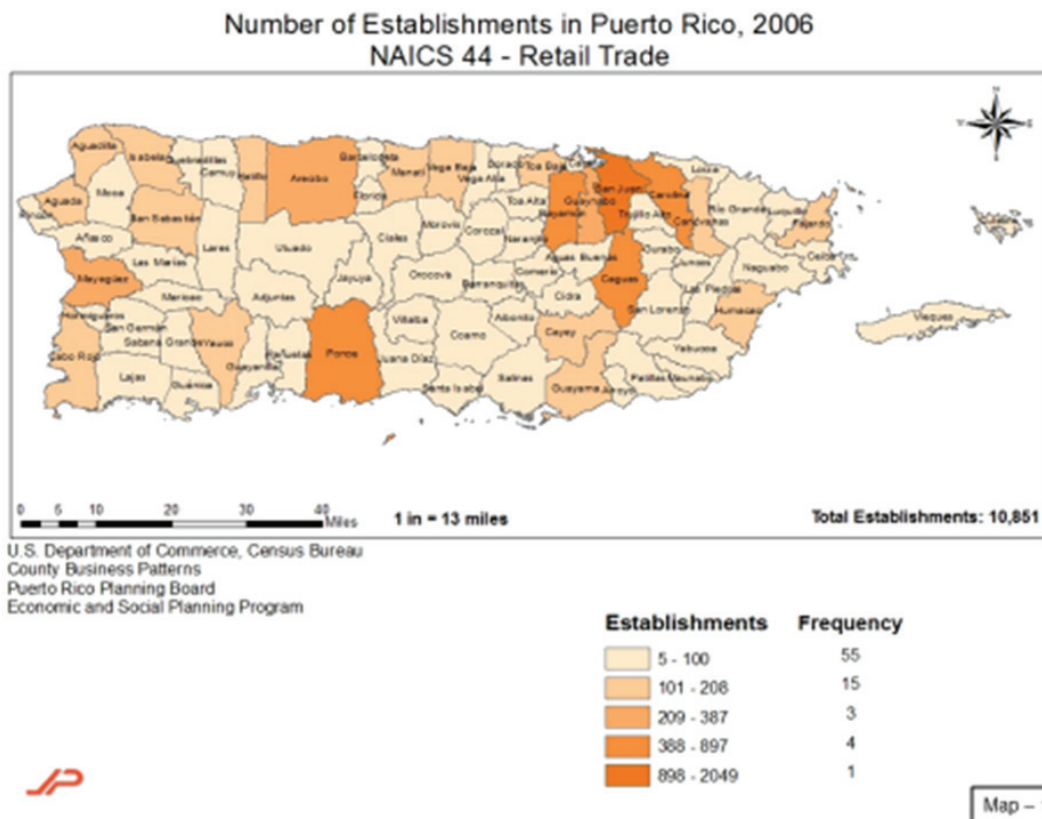 Number of Establishments in Puerto Rico, 2006
NAICS 44 - Retail Trade
Aguadilla
Isabela
Quebradillas
Camuy
Hatillo
Arecibo
Barceloneta
Manatí
Vega Baja
Vega Alta
Dorado
Toa Baja
Cataño
San Juan
Loíza
Moca
Florida
Toa Alta
Bayamón
Guaynabo
Carolina
Aguada
Rincón
San Sebastián
Trujillo Alto
Canóvanas
Río Grande
Luquillo
Fajardo
Culebra
Añasco
Lares
Utuado
Ciales
Morovis
Corozal
Naranjito
Aguas Buenas
Gurabo
Ceiba
Las Marías
Mayagüez
Jayuya
Orocovis
Barranquitas
Comerío
Caguas
Juncos
Naguabo
Maricao
Adjuntas
Cidra
Las Piedras
San Lorenzo
Humacao
Vieques
Hormigueros
San Germán
Sabana Grande
Yauco
Villalba
Coamo
Aibonito
Cayey
Yabucoa
Cabo Rojo
Guayanilla
Peñuelas
Ponce
Juana Díaz
Lajas
Guánica
Santa Isabel
Salinas
Guayama
Arroyo
Patillas
Maunabo
0 5 10 20 30 40
Miles
1 in = 13 miles
Total Establishments: 10,851
U.S. Department of Commerce, Census Bureau
County Business Patterns
Puerto Rico Planning Board
Economic and Social Planning Program
Establishments Frequency
5 - 100 55
101 - 208 15
209 - 387 3
388 - 897 4
898 - 2049 1
JP
Map –